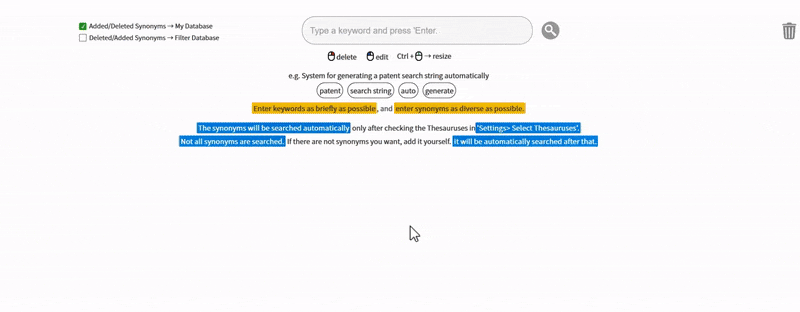 Added/Deleted Synonyms → My Database
Deleted/Added Synonyms → Filter Database
Type a keyword and press 'Enter.
delete edit Ctrl + → resize
e.g. System for generating a patent search string automatically
patent search string auto generate
Enter keywords as briefly as possible, and enter synonyms as diverse as possible.
The synonyms will be searched automatically only after checking the Thesauruses in 'Settings> Select Thesauruses'.
Not all synonyms are searched. If there are not synonyms you want, add it yourself. It will be automatically searched after that.